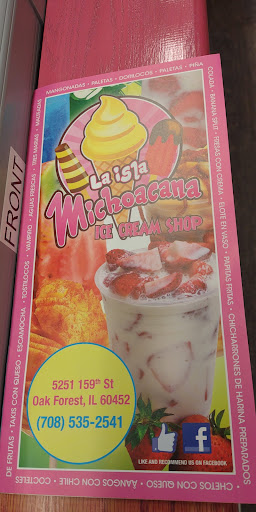 FRONT
MANGONADAS • PALETAS • DORILOCOS • PALETAS • PIÑA
COLADA • BANANA SPLIT • FRESAS CON CREMA • ELOTE EN VASO • PAPITAS FRITAS • CHICHARRONES DE HARINA PREPARADOS
La isla
Michoacana
ICE CREAM SHOP
5251 159th St
Oak Forest, IL 60452
(708) 535-2541
LIKE AND RECOMMEND US ON FACEBOOK
• CHETOS CON QUESO • MANGOS CON CHILE • COCTELES
DE FRUTAS • TAKIS CON QUESO • ESCAMOCHA • TOSTILOCOS • VAMPIRO • AGUAS FRESCAS • TRES MARIAS • MALTEADAS